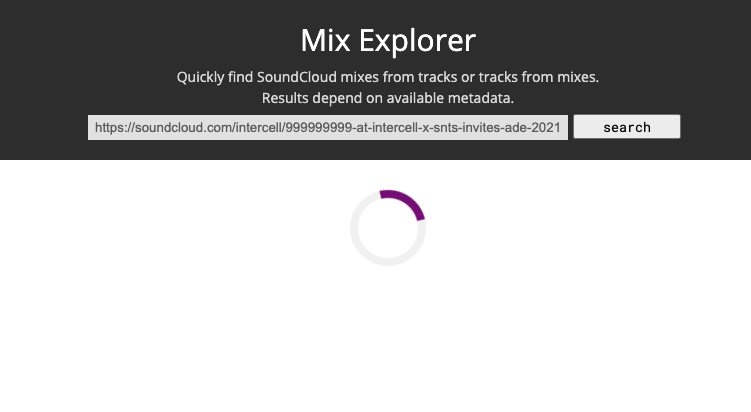 Mix Explorer
Quickly find SoundCloud mixes from tracks or tracks from mixes.
Results depend on available metadata.
https://soundcloud.com/intercell/999999999-at-intercell-x-snts-invites-ade-2021 search